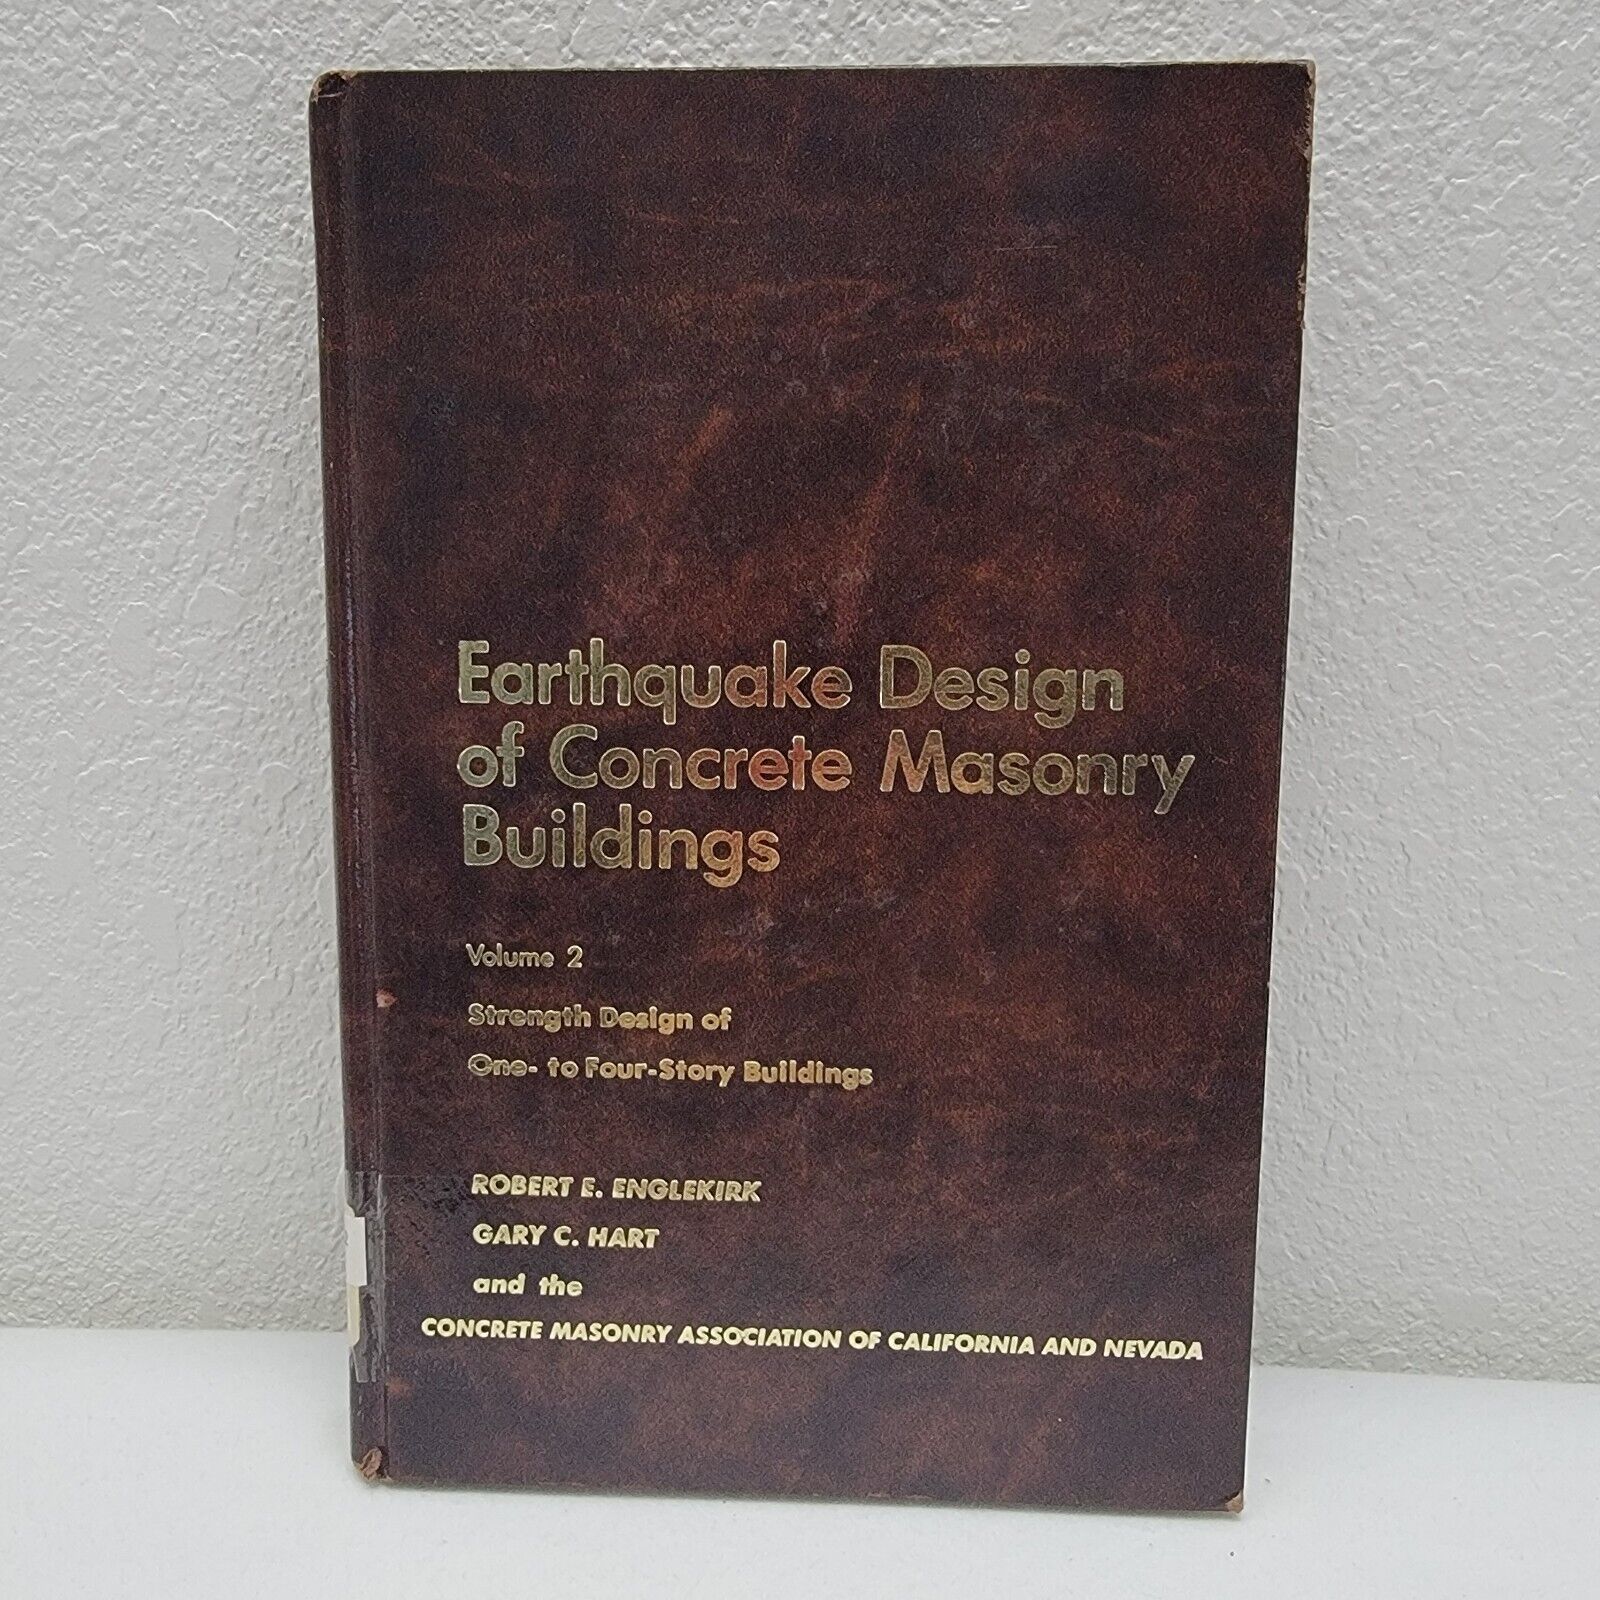 Earthquake Design
of Concrete Masonry
Buildings
Volume 2
Strength Design of
One- to Four-Story Buildings
ROBERT E. ENGLEKIRK
GARY C. HART
and the
CONCRETE MASONRY ASSOCIATION OF CALIFORNIA AND NEVADA